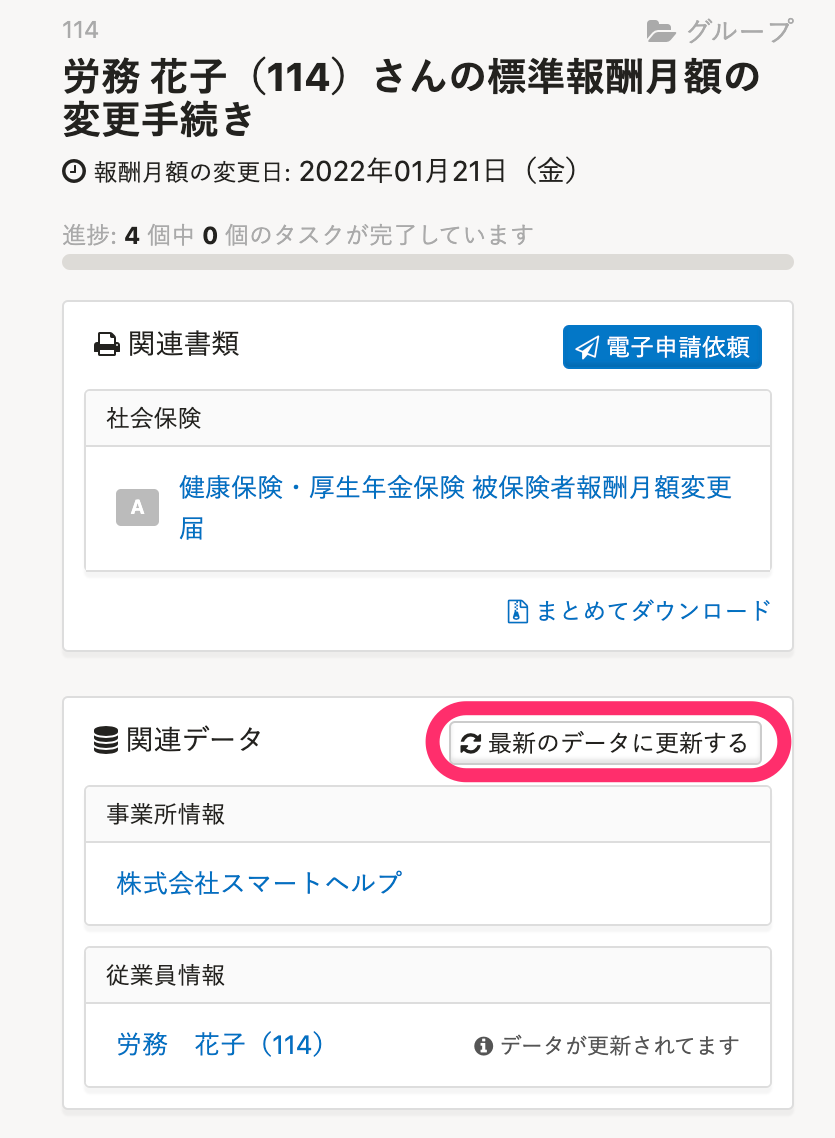 114
グループ
労務 花子（114）さんの標準報酬月額の
変更手続き
報酬月額の変更日: 2022年01月21日（金）
進捗: 4 個中 0 個のタスクが完了しています
関連書類
電子申請依頼
社会保険
A
健康保険・厚生年金保険 被保険者報酬月額変更
届
まとめてダウンロード
関連データ
最新のデータに更新する
事業所情報
株式会社スマートヘルプ
従業員情報
労務　花子（114）
データが更新されてます